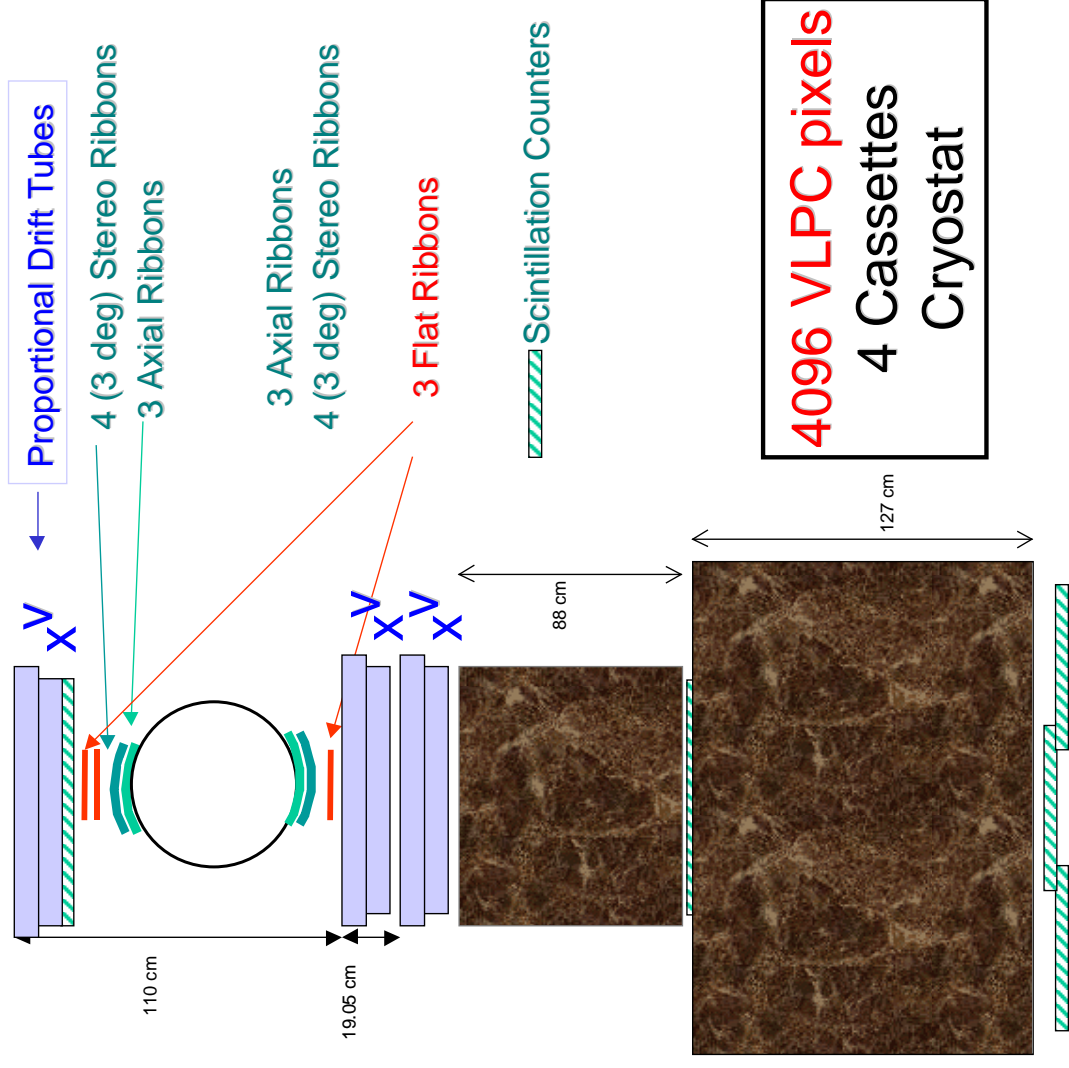 Proportional Drift Tubes
4 (3 deg) Stereo Ribbons
3 Axial Ribbons
3 Axial Ribbons
4 (3 deg) Stereo Ribbons
3 Flat Ribbons
Scintillation Counters
V
X
V
X
V
X
110 cm
19.05 cm
88 cm
127 cm
4096 VLPC pixels
4 Cassettes
Cryostat